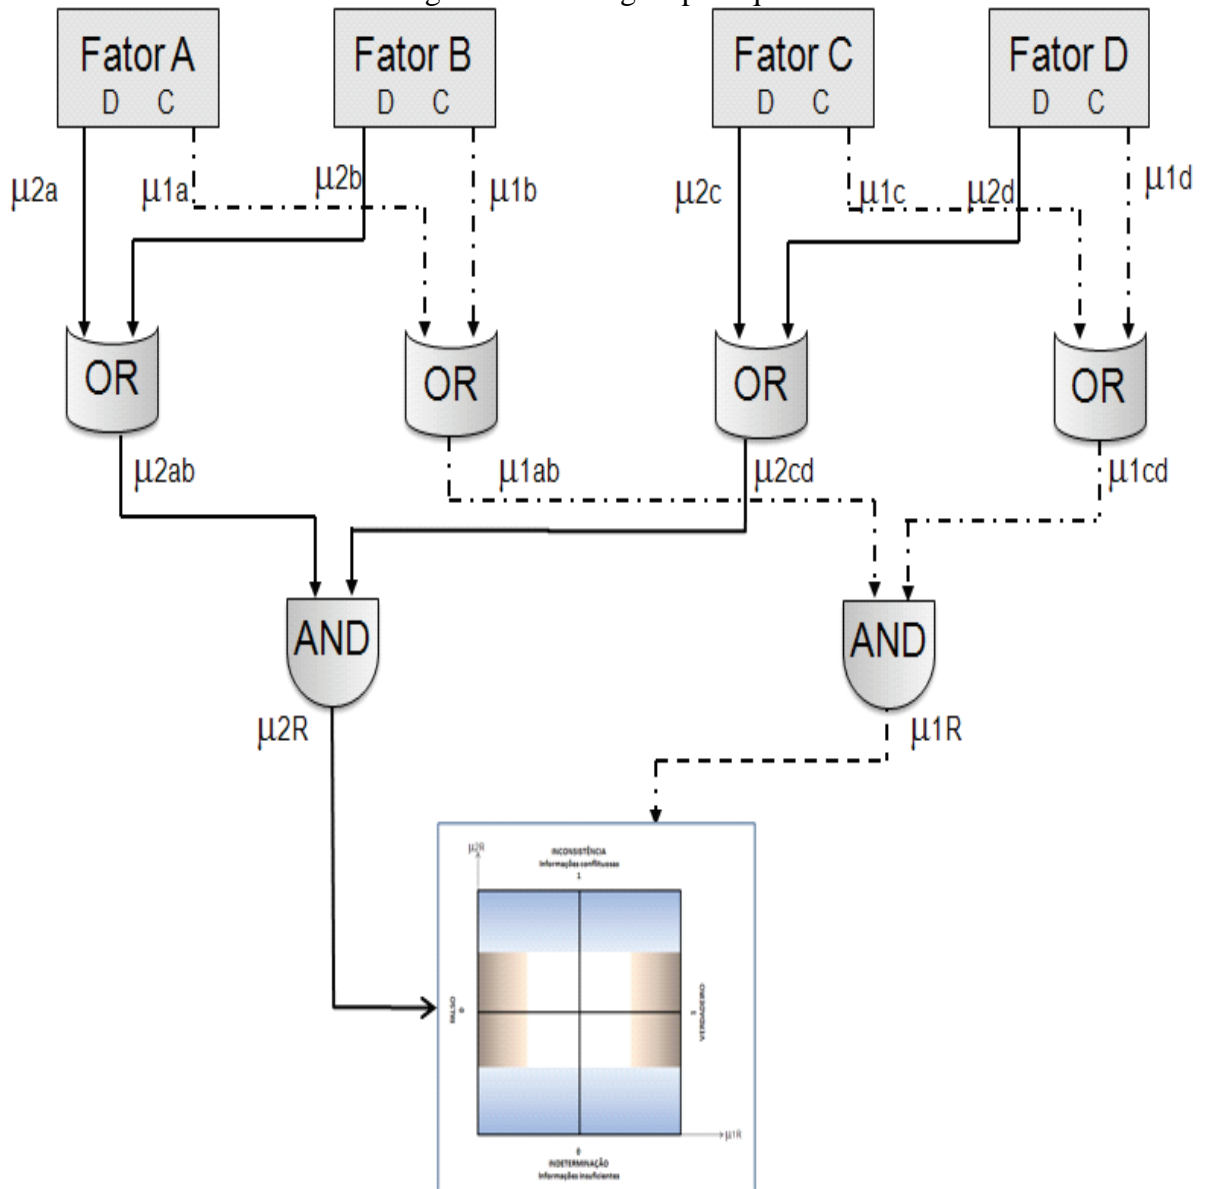 Fator A
D C
Fator B
D C
Fator C
D C
Fator D
D C
μ2a
μ1a
μ2b
μ1b
μ2c
μ1c
μ2d
μ1d
OR
OR
OR
OR
μ2ab
μ1ab
μ2cd
μ1cd
AND
AND
μ2R
μ1R
μ2R
INCONSISTÊNCIA
Informações conflituosas
1
FALSO
0
1
VERDADEIRO
μ1R
0
INDETERMINAÇÃO
Informações insuficientes